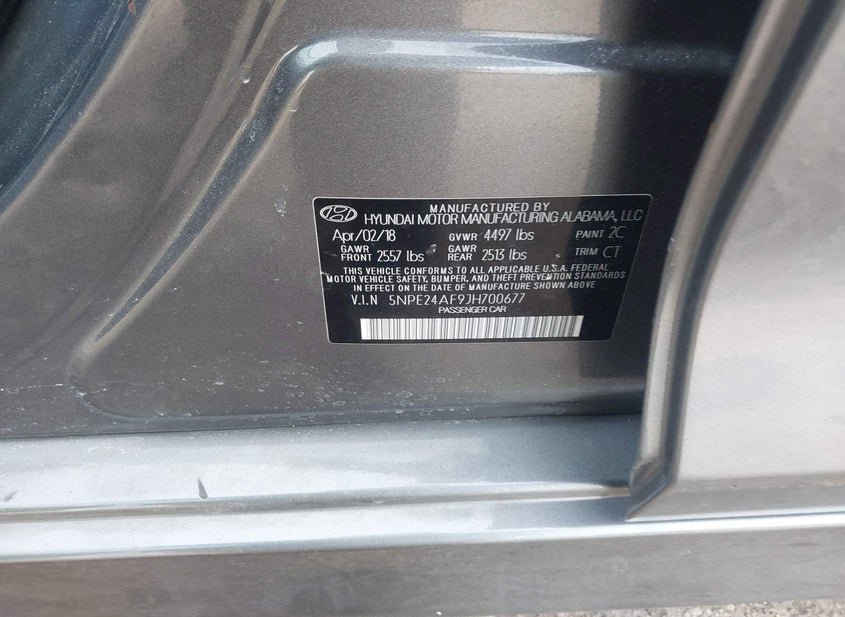 MANUFACTURED BY
HYUNDAI MOTOR MANUFACTURING ALABAMA, LLC
Apr/02/18 GVWR 4497 lbs PAINT 2C
GAWR FRONT 2557 lbs GAWR REAR 2513 lbs TRIM CT
THIS VEHICLE CONFORMS TO ALL APPLICABLE U.S.A. FEDERAL
MOTOR VEHICLE SAFETY, BUMPER, AND THEFT PREVENTION STANDARDS
IN EFFECT ON THE DATE OF MANUFACTURE SHOWN ABOVE
V.I.N 5NPE24AF9JH700677
PASSENGER CAR